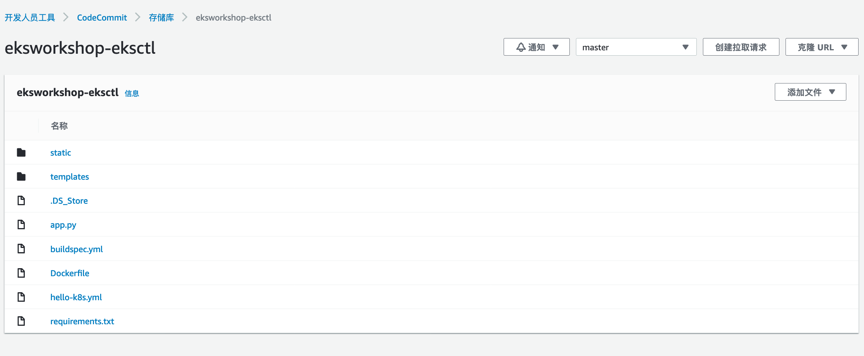 开发人员工具 > CodeCommit > 存储库 > eksworkshop-eksctl
eksworkshop-eksctl
通知 master 创建拉取请求 克隆 URL
eksworkshop-eksctl 信息 添加文件
名称
static
templates
.DS_Store
app.py
buildspec.yml
Dockerfile
hello-k8s.yml
requirements.txt